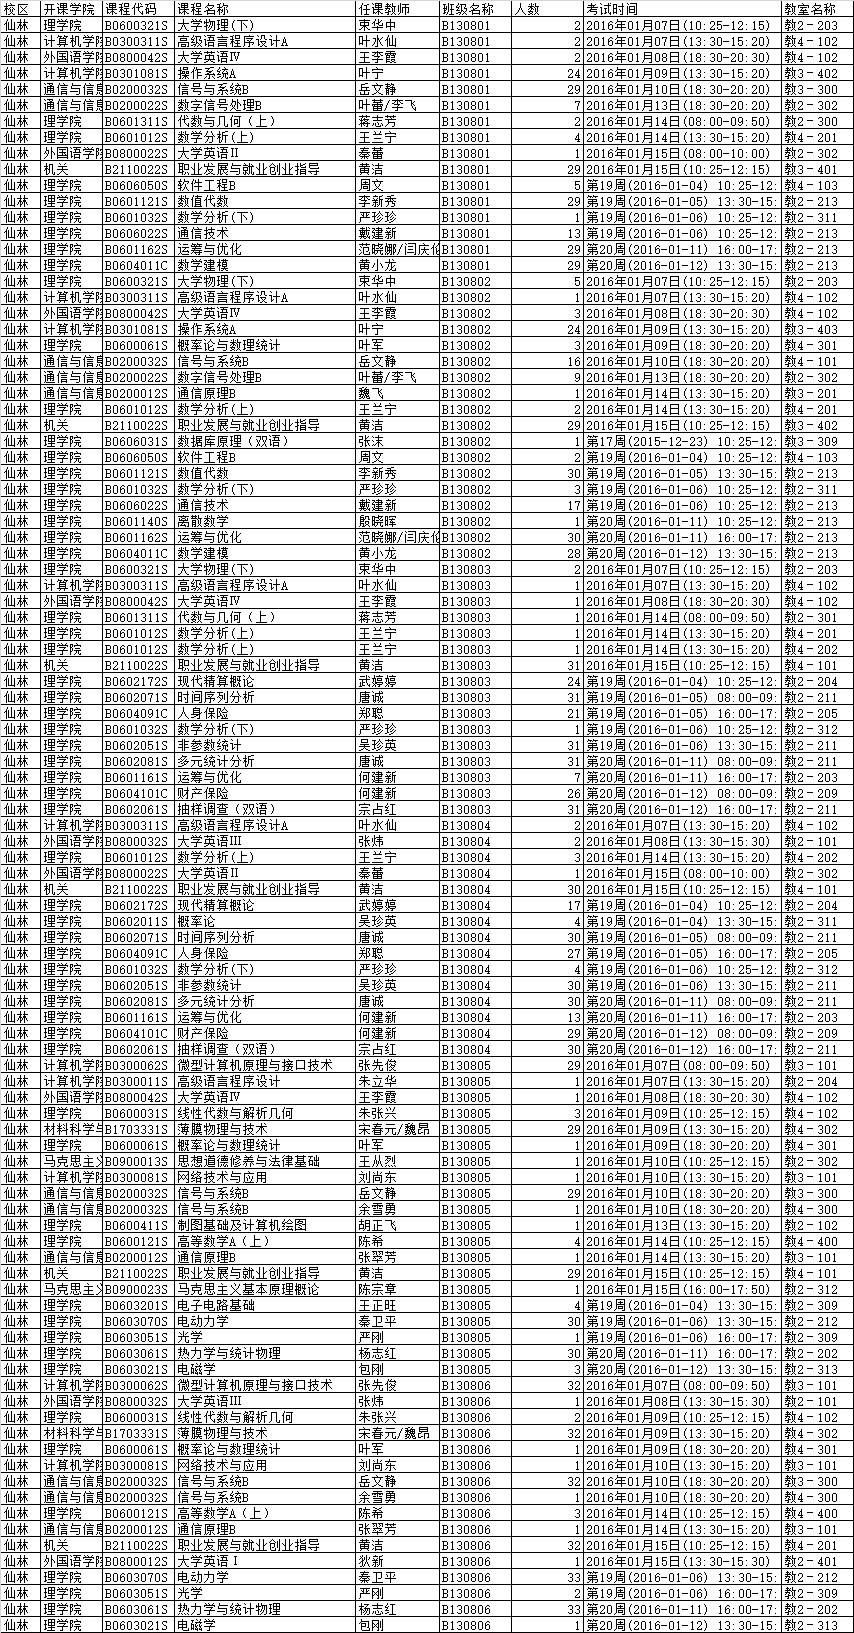 校区 开课学院 课程代码 课程名称 任课教师 班级名称 人数 考试时间 教室名称
仙林 理学院 B0600321S 大学物理(下) 束华中 B130801 2 2016年01月07日(10:25-12:15) 教2－203
仙林 计算机学院 B0300311S 高级语言程序设计A 叶水仙 B130801 2 2016年01月07日(13:30-15:20) 教4－102
仙林 外国语学院 B0800042S 大学英语Ⅳ 王李霞 B130801 2 2016年01月08日(18:30-20:30) 教4－102
仙林 计算机学院 B0301081S 操作系统A 叶宁 B130801 24 2016年01月09日(13:30-15:20) 教3－402
仙林 通信与信息 B0200032S 信号与系统B 岳文静 B130801 29 2016年01月10日(18:30-20:20) 教3－300
仙林 通信与信息 B0200022S 数字信号处理B 叶蕾/李飞 B130801 7 2016年01月13日(18:30-20:20) 教2－302
仙林 理学院 B0601311S 代数与几何（上） 蒋志芳 B130801 2 2016年01月14日(08:00-09:50) 教2－300
仙林 理学院 B0601012S 数学分析(上) 王兰宁 B130801 4 2016年01月14日(13:30-15:20) 教4－201
仙林 外国语学院 B0800022S 大学英语Ⅱ 秦蕾 B130801 1 2016年01月15日(08:00-10:00) 教2－302
仙林 机关 B2110022S 职业发展与就业创业指导 黄洁 B130801 29 2016年01月15日(10:25-12:15) 教3－401
仙林 理学院 B0606050S 软件工程B 周文 B130801 5 第19周(2016-01-04) 10:25-12: 教4－103
仙林 理学院 B0601121S 数值代数 李新秀 B130801 29 第19周(2016-01-05) 13:30-15: 教2－213
仙林 理学院 B0601032S 数学分析(下) 严珍珍 B130801 1 第19周(2016-01-06) 10:25-12: 教2－311
仙林 理学院 B0606022S 通信技术 戴建新 B130801 13 第19周(2016-01-06) 10:25-12: 教2－213
仙林 理学院 B0601162S 运筹与优化 范晓娜/闫庆伦 B130801 29 第20周(2016-01-11) 16:00-17: 教2－213
仙林 理学院 B0604011C 数学建模 黄小龙 B130801 29 第20周(2016-01-12) 13:30-15: 教2－213
仙林 理学院 B0600321S 大学物理(下) 束华中 B130802 5 2016年01月07日(10:25-12:15) 教2－203
仙林 计算机学院 B0300311S 高级语言程序设计A 叶水仙 B130802 1 2016年01月07日(13:30-15:20) 教4－102
仙林 外国语学院 B0800042S 大学英语Ⅳ 王李霞 B130802 3 2016年01月08日(18:30-20:30) 教4－102
仙林 计算机学院 B0301081S 操作系统A 叶宁 B130802 24 2016年01月09日(13:30-15:20) 教3－403
仙林 理学院 B0600061S 概率论与数理统计 叶军 B130802 3 2016年01月09日(18:30-20:20) 教4－301
仙林 通信与信息 B0200032S 信号与系统B 岳文静 B130802 16 2016年01月10日(18:30-20:20) 教4－101
仙林 通信与信息 B0200022S 数字信号处理B 叶蕾/李飞 B130802 9 2016年01月13日(18:30-20:20) 教2－302
仙林 通信与信息 B0200012S 通信原理B 魏飞 B130802 1 2016年01月14日(13:30-15:20) 教3－201
仙林 理学院 B0601012S 数学分析(上) 王兰宁 B130802 2 2016年01月14日(13:30-15:20) 教4－201
仙林 机关 B2110022S 职业发展与就业创业指导 黄洁 B130802 29 2016年01月15日(10:25-12:15) 教3－402
仙林 理学院 B0606031S 数据库原理（双语） 张沫 B130802 1 第17周(2015-12-23) 10:25-12: 教3－309
仙林 理学院 B0606050S 软件工程B 周文 B130802 2 第19周(2016-01-04) 10:25-12: 教4－103
仙林 理学院 B0601121S 数值代数 李新秀 B130802 30 第19周(2016-01-05) 13:30-15: 教2－213
仙林 理学院 B0601032S 数学分析(下) 严珍珍 B130802 3 第19周(2016-01-06) 10:25-12: 教2－311
仙林 理学院 B0606022S 通信技术 戴建新 B130802 17 第19周(2016-01-06) 10:25-12: 教2－213
仙林 理学院 B0601140S 离散数学 殷晓晖 B130802 1 第20周(2016-01-11) 10:25-12: 教2－213
仙林 理学院 B0601162S 运筹与优化 范晓娜/闫庆伦 B130802 30 第20周(2016-01-11) 16:00-17: 教2－213
仙林 理学院 B0604011C 数学建模 黄小龙 B130802 28 第20周(2016-01-12) 13:30-15: 教2－213
仙林 理学院 B0600321S 大学物理(下) 束华中 B130803 2 2016年01月07日(10:25-12:15) 教2－203
仙林 计算机学院 B0300311S 高级语言程序设计A 叶水仙 B130803 1 2016年01月07日(13:30-15:20) 教4－102
仙林 外国语学院 B0800042S 大学英语Ⅳ 王李霞 B130803 1 2016年01月08日(18:30-20:30) 教4－102
仙林 理学院 B0601311S 代数与几何（上） 蒋志芳 B130803 2 2016年01月14日(08:00-09:50) 教2－301
仙林 理学院 B0601012S 数学分析(上) 王兰宁 B130803 1 2016年01月14日(13:30-15:20) 教4－201
仙林 理学院 B0601012S 数学分析(上) 王兰宁 B130803 1 2016年01月14日(13:30-15:20) 教4－202
仙林 机关 B2110022S 职业发展与就业创业指导 黄洁 B130803 31 2016年01月15日(10:25-12:15) 教4－101
仙林 理学院 B0602172S 现代精算概论 武婷婷 B130803 24 第19周(2016-01-04) 10:25-12: 教2－204
仙林 理学院 B0602071S 时间序列分析 唐诚 B130803 31 第19周(2016-01-05) 08:00-09: 教2－211
仙林 理学院 B0604091C 人身保险 郑聪 B130803 21 第19周(2016-01-05) 16:00-17: 教2－205
仙林 理学院 B0601032S 数学分析(下) 严珍珍 B130803 1 第19周(2016-01-06) 10:25-12: 教2－312
仙林 理学院 B0602051S 非参数统计 吴珍英 B130803 31 第19周(2016-01-06) 13:30-15: 教2－211
仙林 理学院 B0602081S 多元统计分析 唐诚 B130803 31 第20周(2016-01-11) 08:00-09: 教2－211
仙林 理学院 B0601161S 运筹与优化 何建新 B130803 7 第20周(2016-01-11) 16:00-17: 教2－203
仙林 理学院 B0604101C 财产保险 何建新 B130803 26 第20周(2016-01-12) 08:00-09: 教2－209
仙林 理学院 B0602061S 抽样调查（双语） 宗占红 B130803 31 第20周(2016-01-12) 16:00-17: 教2－211
仙林 计算机学院 B0300311S 高级语言程序设计A 叶水仙 B130804 2 2016年01月07日(13:30-15:20) 教4－102
仙林 外国语学院 B0800032S 大学英语III 张炜 B130804 2 2016年01月08日(13:30-15:30) 教2－101
仙林 理学院 B0601012S 数学分析(上) 王兰宁 B130804 3 2016年01月14日(13:30-15:20) 教4－202
仙林 外国语学院 B0800022S 大学英语Ⅱ 秦蕾 B130804 1 2016年01月15日(08:00-10:00) 教2－302
仙林 机关 B2110022S 职业发展与就业创业指导 黄洁 B130804 30 2016年01月15日(10:25-12:15) 教4－101
仙林 理学院 B0602172S 现代精算概论 武婷婷 B130804 17 第19周(2016-01-04) 10:25-12: 教2－204
仙林 理学院 B0602011S 概率论 吴珍英 B130804 4 第19周(2016-01-04) 13:30-15: 教2－311
仙林 理学院 B0602071S 时间序列分析 唐诚 B130804 30 第19周(2016-01-05) 08:00-09: 教2－211
仙林 理学院 B0604091C 人身保险 郑聪 B130804 27 第19周(2016-01-05) 16:00-17: 教2－205
仙林 理学院 B0601032S 数学分析(下) 严珍珍 B130804 4 第19周(2016-01-06) 10:25-12: 教2－312
仙林 理学院 B0602051S 非参数统计 吴珍英 B130804 30 第19周(2016-01-06) 13:30-15: 教2－211
仙林 理学院 B0602081S 多元统计分析 唐诚 B130804 30 第20周(2016-01-11) 08:00-09: 教2－211
仙林 理学院 B0601161S 运筹与优化 何建新 B130804 13 第20周(2016-01-11) 16:00-17: 教2－203
仙林 理学院 B0604101C 财产保险 何建新 B130804 29 第20周(2016-01-12) 08:00-09: 教2－209
仙林 理学院 B0602061S 抽样调查（双语） 宗占红 B130804 30 第20周(2016-01-12) 16:00-17: 教2－211
仙林 计算机学院 B0300062S 微型计算机原理与接口技术 张先俊 B130805 29 2016年01月07日(08:00-09:50) 教3－101
仙林 计算机学院 B0300011S 高级语言程序设计 朱立华 B130805 1 2016年01月07日(13:30-15:20) 教2－204
仙林 外国语学院 B0800042S 大学英语Ⅳ 王李霞 B130805 1 2016年01月08日(18:30-20:30) 教4－102
仙林 理学院 B0600031S 线性代数与解析几何 朱张兴 B130805 3 2016年01月09日(10:25-12:15) 教4－102
仙林 材料科学与 B1703331S 薄膜物理与技术 宋春元/魏昂 B130805 29 2016年01月09日(13:30-15:20) 教4－302
仙林 理学院 B0600061S 概率论与数理统计 叶军 B130805 1 2016年01月09日(18:30-20:20) 教4－301
仙林 马克思主义 B0900013S 思想道德修养与法律基础 王从烈 B130805 1 2016年01月10日(10:25-12:15) 教2－302
仙林 计算机学院 B0300081S 网络技术与应用 刘尚东 B130805 1 2016年01月10日(13:30-15:20) 教3－101
仙林 通信与信息 B0200032S 信号与系统B 岳文静 B130805 29 2016年01月10日(18:30-20:20) 教3－300
仙林 通信与信息 B0200032S 信号与系统B 余雪勇 B130805 1 2016年01月10日(18:30-20:20) 教4－300
仙林 理学院 B0600411S 制图基础及计算机绘图 胡正飞 B130805 1 2016年01月13日(13:30-15:20) 教2－102
仙林 理学院 B0600121S 高等数学A（上） 陈希 B130805 4 2016年01月14日(10:25-12:15) 教4－400
仙林 通信与信息 B0200012S 通信原理B 张翠芳 B130805 1 2016年01月14日(13:30-15:20) 教3－101
仙林 机关 B2110022S 职业发展与就业创业指导 黄洁 B130805 29 2016年01月15日(10:25-12:15) 教4－101
仙林 马克思主义 B0900023S 马克思主义基本原理概论 陈宗章 B130805 1 2016年01月15日(16:00-17:50) 教2－312
仙林 理学院 B0603201S 电子电路基础 王正旺 B130805 4 第19周(2016-01-04) 13:30-15: 教2－309
仙林 理学院 B0603070S 电动力学 秦卫平 B130805 30 第19周(2016-01-06) 13:30-15: 教2－212
仙林 理学院 B0603051S 光学 严刚 B130805 1 第19周(2016-01-06) 16:00-17: 教2－309
仙林 理学院 B0603061S 热力学与统计物理 杨志红 B130805 30 第20周(2016-01-11) 16:00-17: 教2－202
仙林 理学院 B0603021S 电磁学 包刚 B130805 3 第20周(2016-01-12) 13:30-15: 教2－313
仙林 计算机学院 B0300062S 微型计算机原理与接口技术 张先俊 B130806 32 2016年01月07日(08:00-09:50) 教3－101
仙林 外国语学院 B0800032S 大学英语III 张炜 B130806 1 2016年01月08日(13:30-15:30) 教2－101
仙林 理学院 B0600031S 线性代数与解析几何 朱张兴 B130806 2 2016年01月09日(10:25-12:15) 教4－102
仙林 材料科学与 B1703331S 薄膜物理与技术 宋春元/魏昂 B130806 32 2016年01月09日(13:30-15:20) 教4－302
仙林 理学院 B0600061S 概率论与数理统计 叶军 B130806 1 2016年01月09日(18:30-20:20) 教4－301
仙林 计算机学院 B0300081S 网络技术与应用 刘尚东 B130806 1 2016年01月10日(13:30-15:20) 教3－101
仙林 通信与信息 B0200032S 信号与系统B 岳文静 B130806 32 2016年01月10日(18:30-20:20) 教3－300
仙林 通信与信息 B0200032S 信号与系统B 余雪勇 B130806 1 2016年01月10日(18:30-20:20) 教4－300
仙林 理学院 B0600121S 高等数学A（上） 陈希 B130806 3 2016年01月14日(10:25-12:15) 教4－400
仙林 通信与信息 B0200012S 通信原理B 张翠芳 B130806 1 2016年01月14日(13:30-15:20) 教3－101
仙林 机关 B2110022S 职业发展与就业创业指导 黄洁 B130806 32 2016年01月15日(10:25-12:15) 教4－201
仙林 外国语学院 B0800012S 大学英语Ⅰ 狄新 B130806 1 2016年01月15日(13:30-15:30) 教2－401
仙林 理学院 B0603070S 电动力学 秦卫平 B130806 33 第19周(2016-01-06) 13:30-15: 教2－212
仙林 理学院 B0603051S 光学 严刚 B130806 2 第19周(2016-01-06) 16:00-17: 教2－309
仙林 理学院 B0603061S 热力学与统计物理 杨志红 B130806 33 第20周(2016-01-11) 16:00-17: 教2－202
仙林 理学院 B0603021S 电磁学 包刚 B130806 1 第20周(2016-01-12) 13:30-15: 教2－313